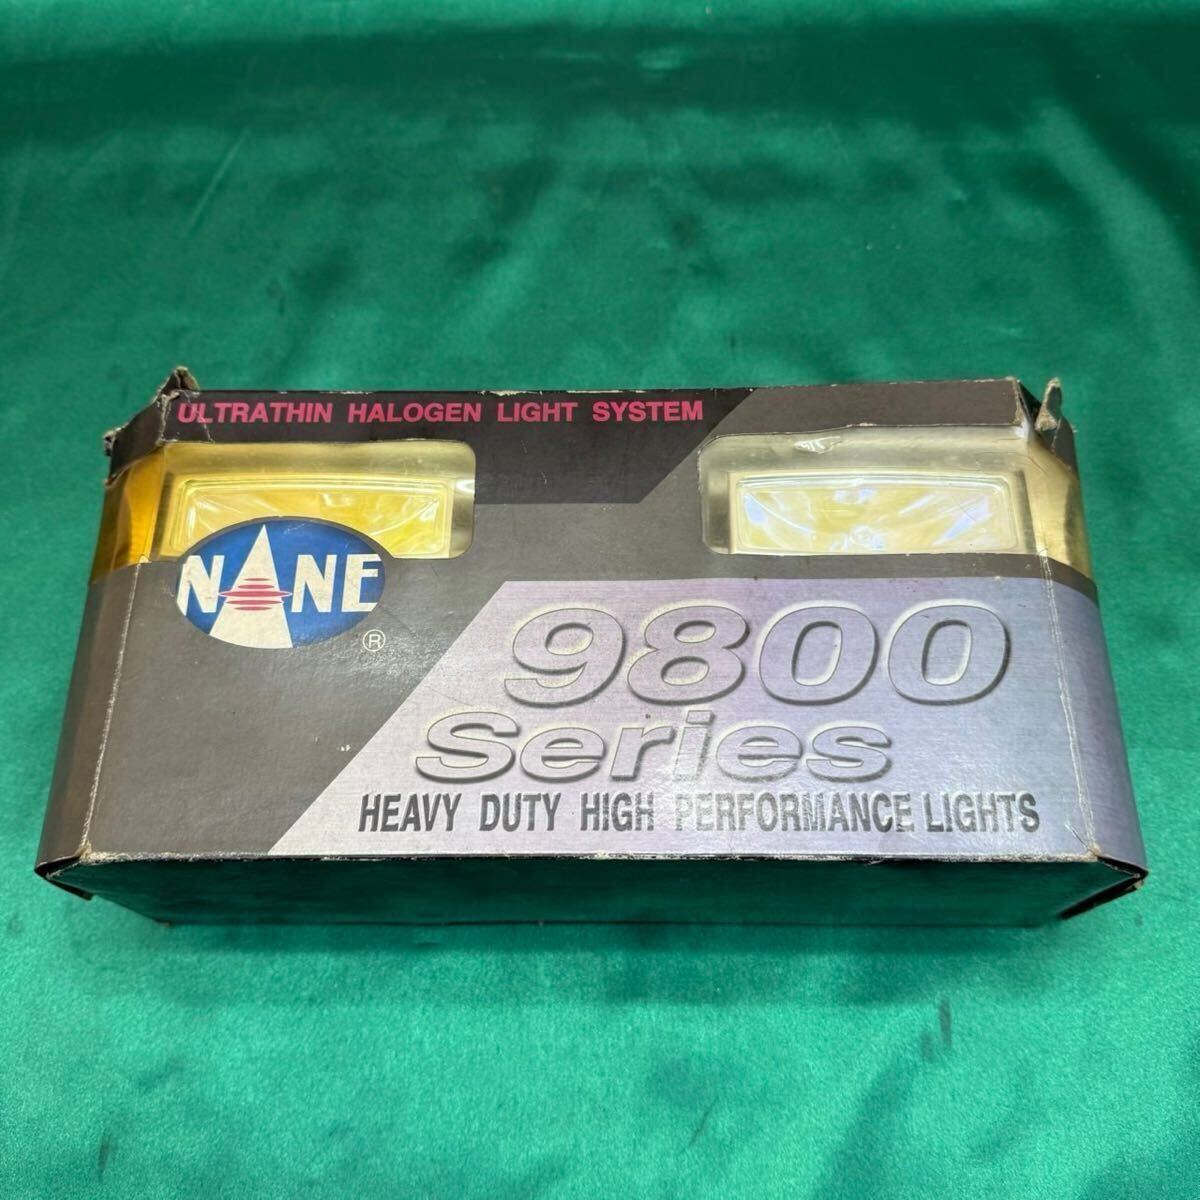 ULTRATHIN HALOGEN LIGHT SYSTEM
NANE
®
9800
Series
HEAVY DUTY HIGH PERFORMANCE LIGHTS